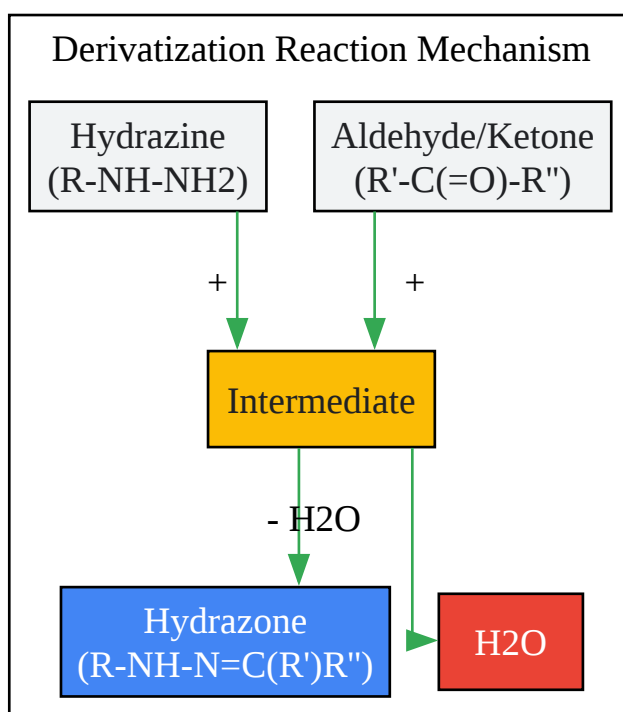 Derivatization Reaction Mechanism
Hydrazine
(R-NH-NH2)
Aldehyde/Ketone
(R'-C(=O)-R")
+
+
Intermediate
- H2O
Hydrazone
(R-NH-N=C(R')R")
H2O